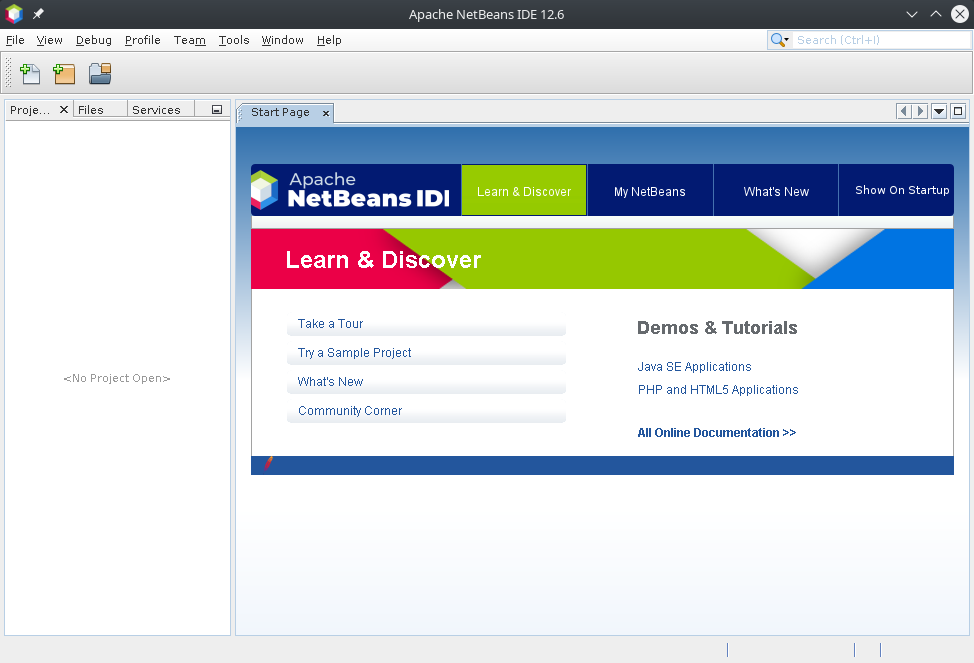 Apache NetBeans IDE 12.6
File View Debug Profile Team Tools Window Help
Search (Ctrl+I)
Proje... Files Services
Start Page
<No Project Open>
Apache
NetBeans IDI
Learn & Discover
My NetBeans
What's New
Show On Startup
Learn & Discover
Take a Tour
Try a Sample Project
What's New
Community Corner
Demos & Tutorials
Java SE Applications
PHP and HTML5 Applications
All Online Documentation >>